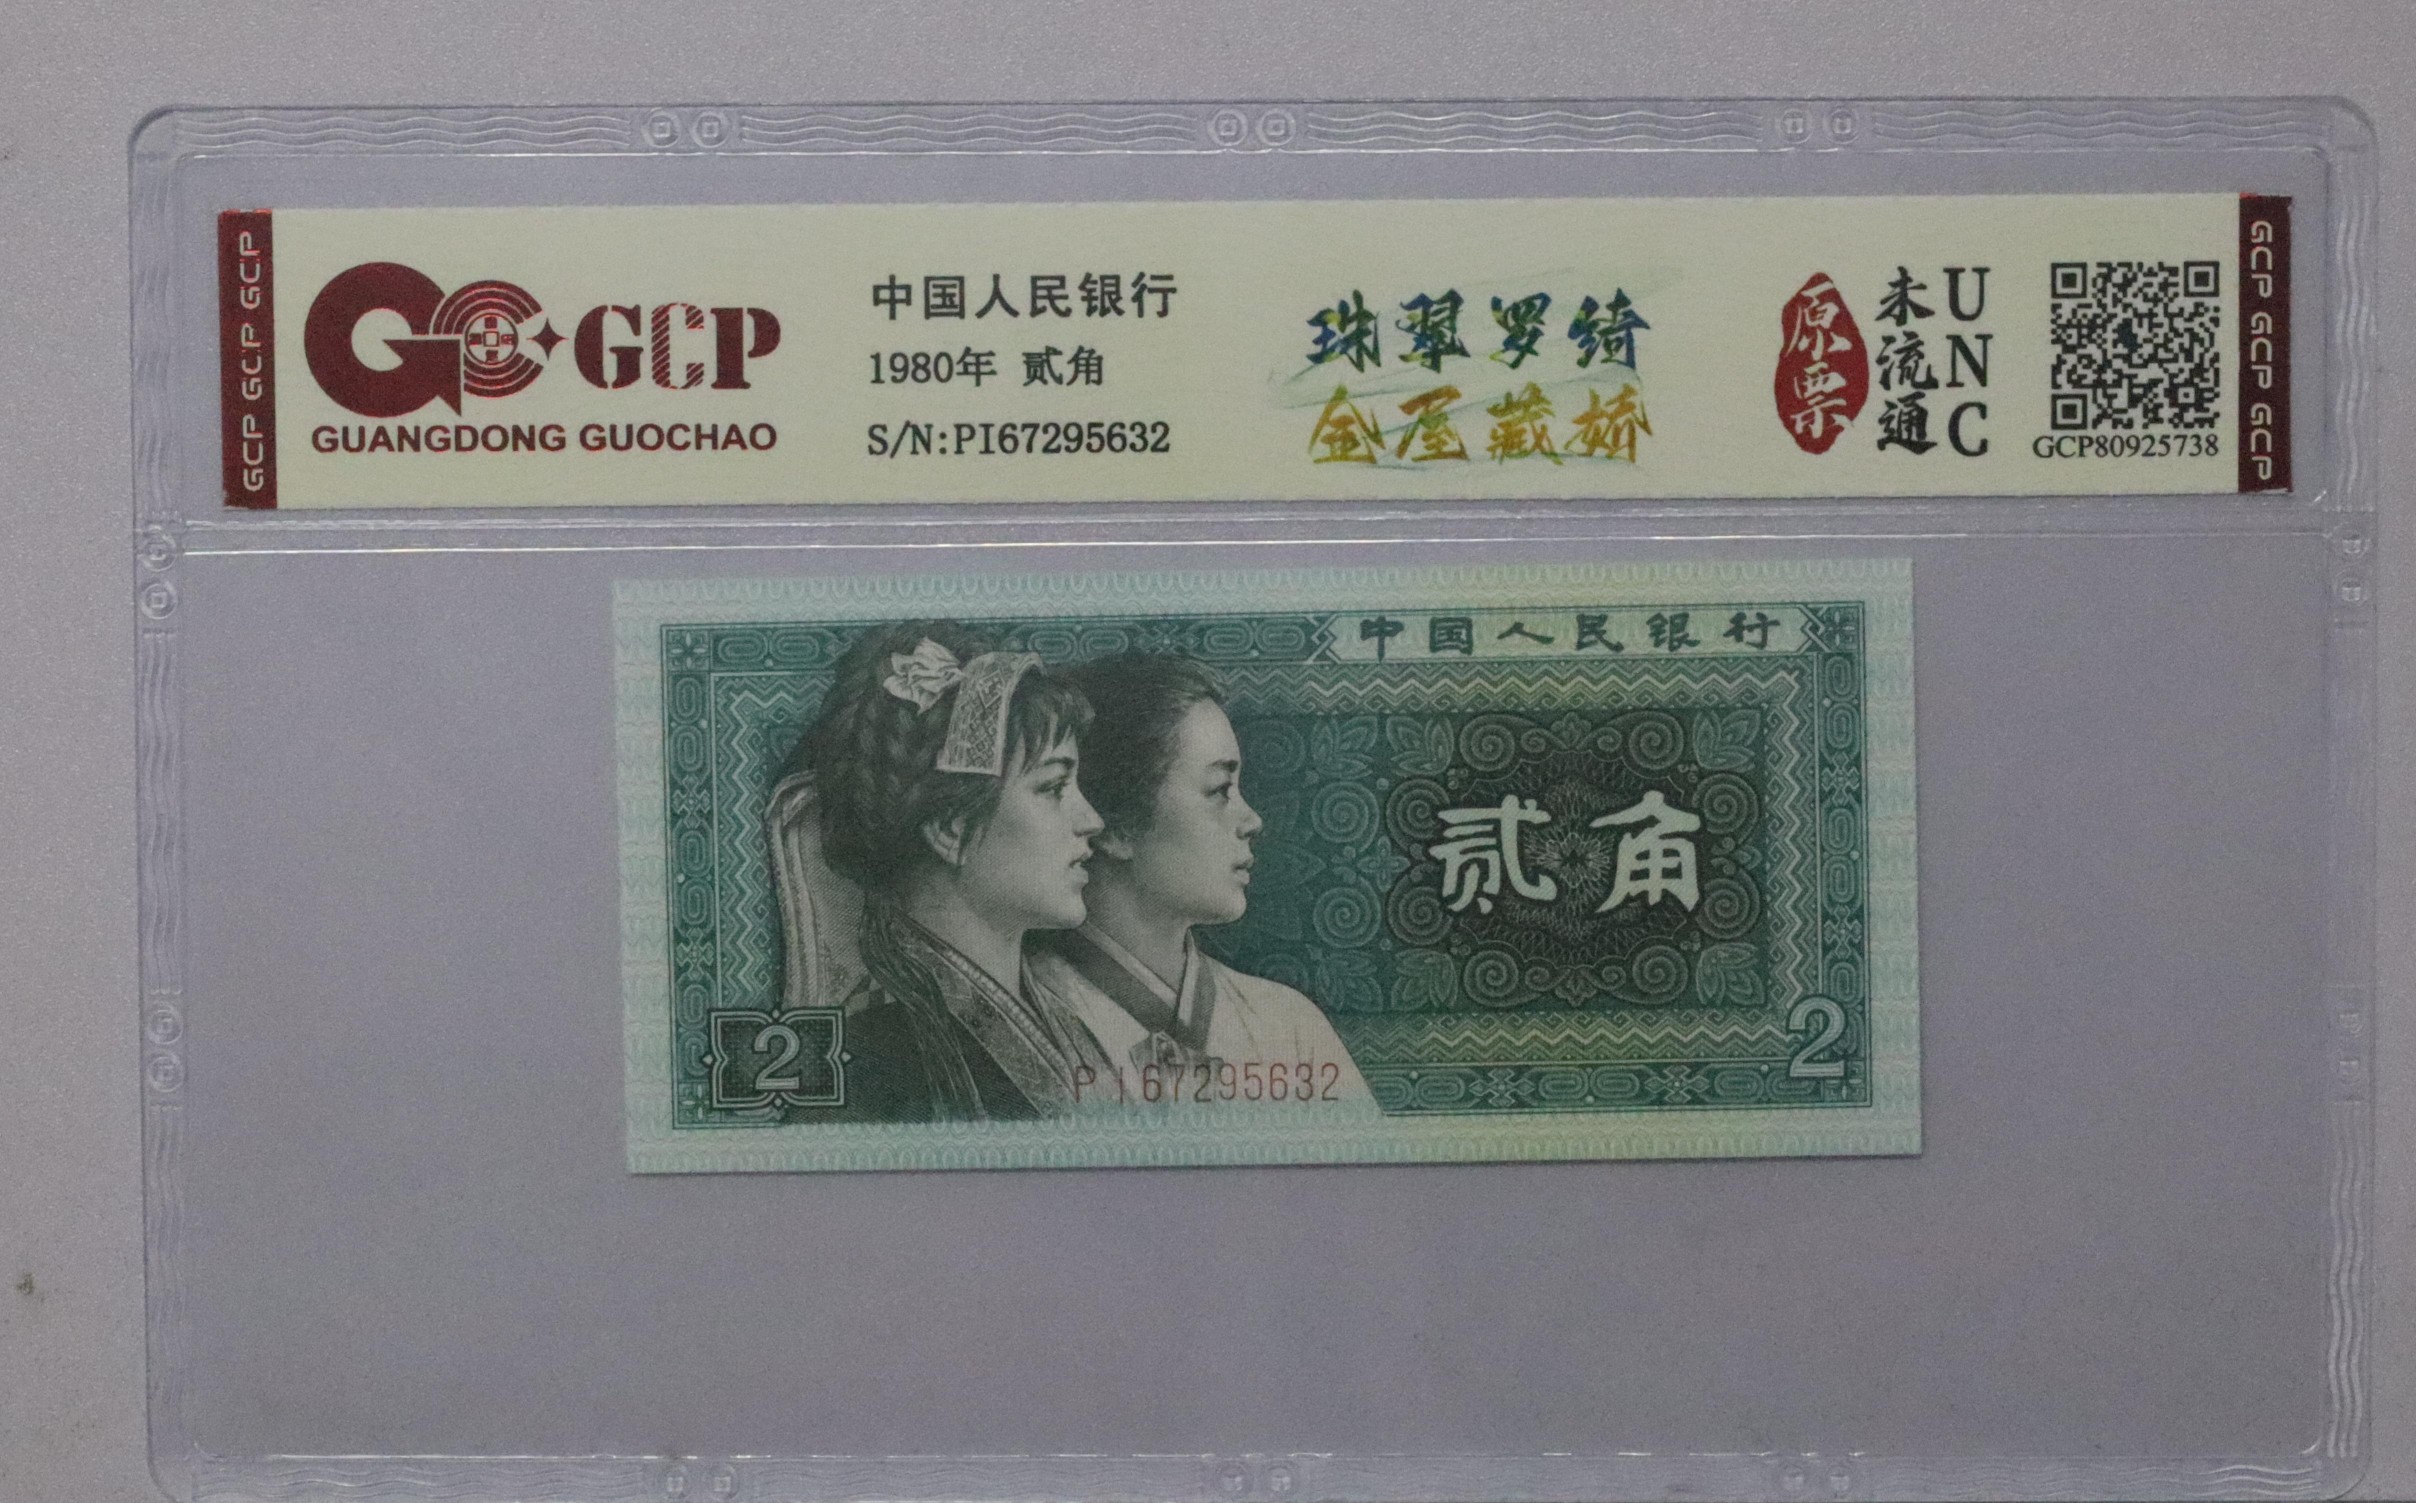 GCP GCP GCP
GCP
GUANGDONG GUOCHAO
中国人民银行
1980年 贰角
S/N:PI67295632
珠翠罗绮
金屋藏娇
原票
未流通
UNC
GCP80925738
GCP GCP GCP
中国人民银行
贰角
2
PI67295632
2